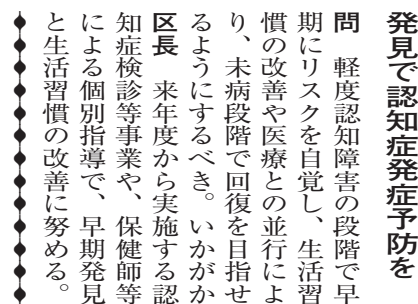 発見で認知症発症予防を
問　軽度認知障害の段階で早
期にリスクを自覚し、生活習
慣の改善や医療との並行によ
り、未病段階で回復を目指せ
るようにするべき。いかがか
区長　来年度から実施する認
知症検診等事業や、保健師等
による個別指導で、早期発見
と生活習慣の改善に努める。